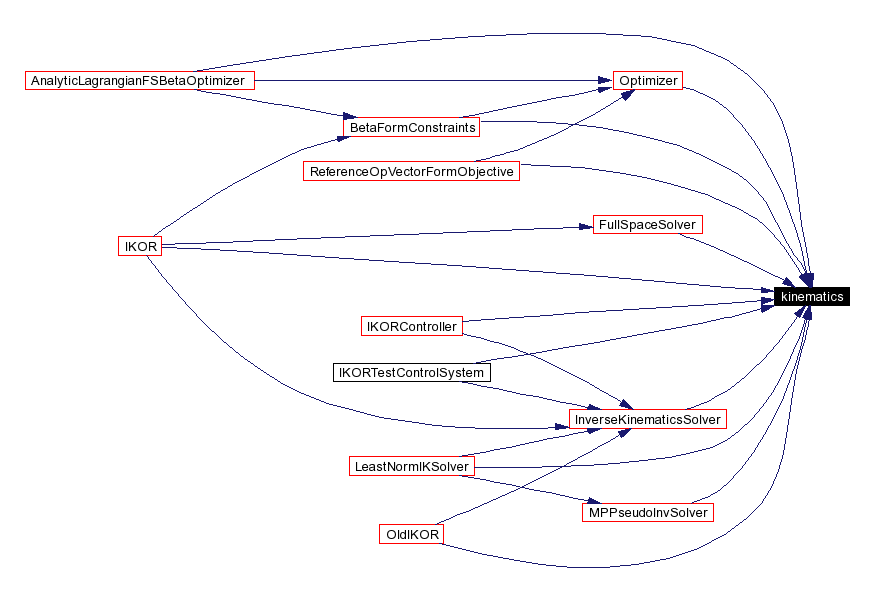 AnalyticLagrangianFSBetaOptimizer
Optimizer
BetaFormConstraints
ReferenceOpVectorFormObjective
FullSpaceSolver
IKOR
kinematics
IKORController
IKORTestControlSystem
InverseKinematicsSolver
LeastNormIKSolver
MPPseudoInvSolver
OldIKOR